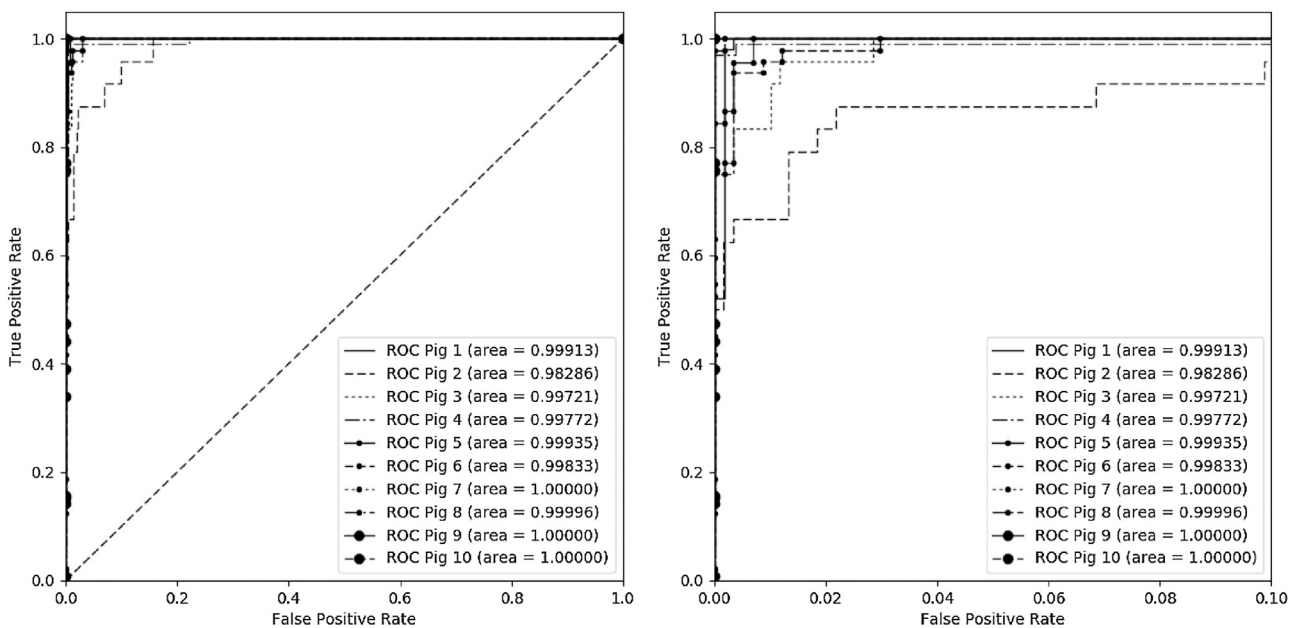 1.0
0.8
0.6
0.4
0.2
0.0
True Positive Rate
0.0 0.2 0.4 0.6 0.8 1.0
False Positive Rate
ROC Pig 1 (area = 0.99913)
ROC Pig 2 (area = 0.98286)
ROC Pig 3 (area = 0.99721)
ROC Pig 4 (area = 0.99772)
ROC Pig 5 (area = 0.99935)
ROC Pig 6 (area = 0.99833)
ROC Pig 7 (area = 1.00000)
ROC Pig 8 (area = 0.99996)
ROC Pig 9 (area = 1.00000)
ROC Pig 10 (area = 1.00000)
1.0
0.8
0.6
0.4
0.2
0.0
True Positive Rate
0.00 0.02 0.04 0.06 0.08 0.10
False Positive Rate
ROC Pig 1 (area = 0.99913)
ROC Pig 2 (area = 0.98286)
ROC Pig 3 (area = 0.99721)
ROC Pig 4 (area = 0.99772)
ROC Pig 5 (area = 0.99935)
ROC Pig 6 (area = 0.99833)
ROC Pig 7 (area = 1.00000)
ROC Pig 8 (area = 0.99996)
ROC Pig 9 (area = 1.00000)
ROC Pig 10 (area = 1.00000)